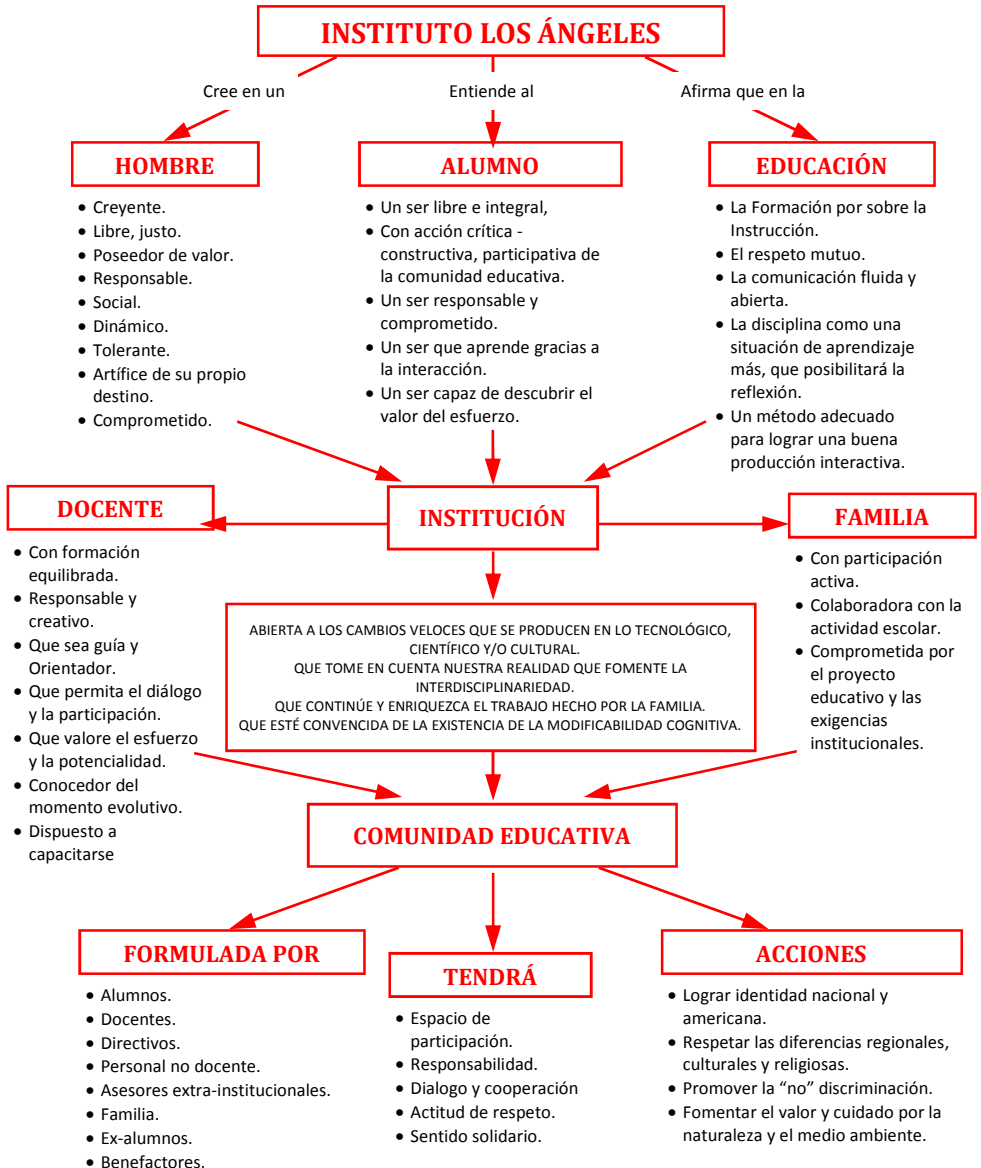 INSTITUTO LOS ÁNGELES
Cree en un
Entiende al
Afirma que en la
HOMBRE
• Creyente.
• Libre, justo.
• Poseedor de valor.
• Responsable.
• Social.
• Dinámico.
• Tolerante.
• Artífice de su propio
destino.
• Comprometido.
ALUMNO
• Un ser libre e integral,
• Con acción crítica -
constructiva, participativa de
la comunidad educativa.
• Un ser responsable y
comprometido.
• Un ser que aprende gracias a
la interacción.
• Un ser capaz de descubrir el
valor del esfuerzo.
EDUCACIÓN
• La Formación por sobre la
Instrucción.
• El respeto mutuo.
• La comunicación fluida y
abierta.
• La disciplina como una
situación de aprendizaje
más, que posibilitará la
reflexión.
• Un método adecuado
para lograr una buena
producción interactiva.
DOCENTE
• Con formación
equilibrada.
• Responsable y
creativo.
• Que sea guía y
Orientador.
• Que permita el diálogo
y la participación.
• Que valore el esfuerzo
y la potencialidad.
• Conocedor del
momento evolutivo.
• Dispuesto a
capacitarse
INSTITUCIÓN
ABIERTA A LOS CAMBIOS VELOCES QUE SE PRODUCEN EN LO TECNOLÓGICO,
CIENTÍFICO Y/O CULTURAL.
QUE TOME EN CUENTA NUESTRA REALIDAD QUE FOMENTE LA
INTERDISCIPLINARIEDAD.
QUE CONTINÚE Y ENRIQUEZCA EL TRABAJO HECHO POR LA FAMILIA.
QUE ESTÉ CONVENCIDA DE LA EXISTENCIA DE LA MODIFICABILIDAD COGNITIVA.
FAMILIA
• Con participación
activa.
• Colaboradora con la
actividad escolar.
• Comprometida por
el proyecto
educativo y las
exigencias
institucionales.
COMUNIDAD EDUCATIVA
FORMULADA POR
• Alumnos.
• Docentes.
• Directivos.
• Personal no docente.
• Asesores extra-institucionales.
• Familia.
• Ex-alumnos.
• Benefactores.
TENDRÁ
• Espacio de
participación.
• Responsabilidad.
• Dialogo y cooperación
• Actitud de respeto.
• Sentido solidario.
ACCIONES
• Lograr identidad nacional y
americana.
• Respetar las diferencias regionales,
culturales y religiosas.
• Promover la “no” discriminación.
• Fomentar el valor y cuidado por la
naturaleza y el medio ambiente.